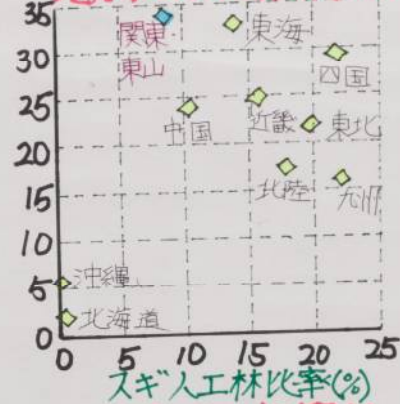 35
関東・
東山
東海
30
四国
25
中国
近畿
東北
20
北陸
九州
15
10
5
沖縄
北海道
0
0 5 10 15 20 25
スギ人工林比率(%)